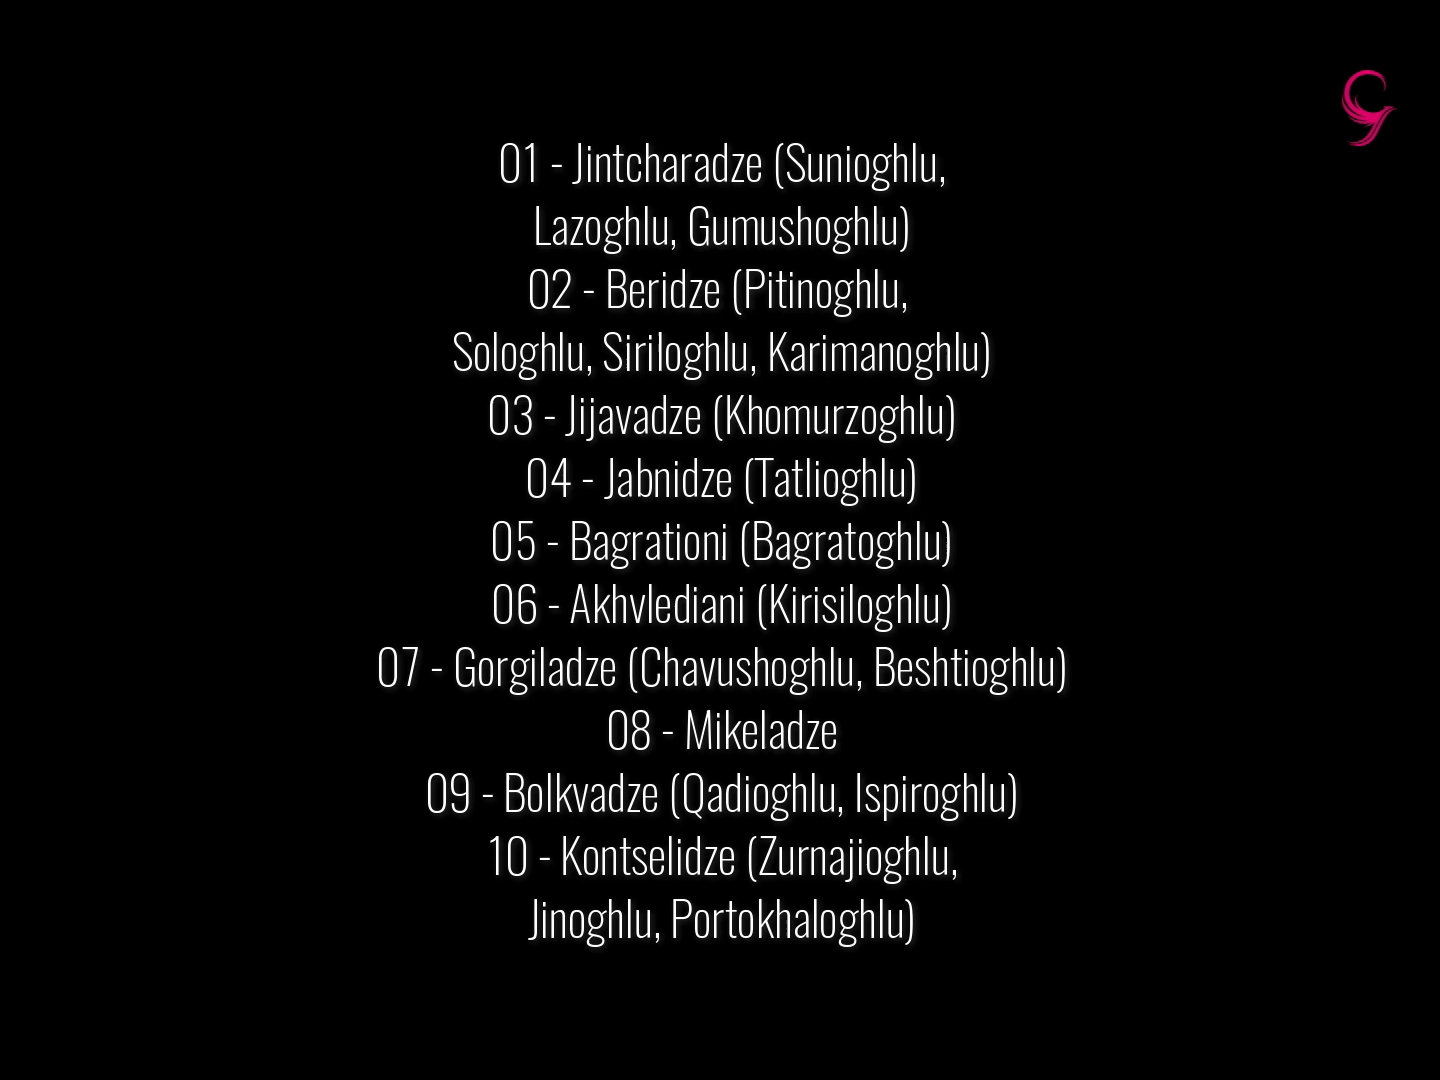 01 - Jintcharadze (Sunioghlu,
Lazoghlu, Gumushoghlu)
02 - Beridze (Pitinoghlu,
Sologhlu, Siriloghlu, Karimanoghlu)
03 - Jijavadze (Khomurzoghlu)
04 - Jabnidze (Tatlioghlu)
05 - Bagrationi (Bagratoghlu)
06 - Akhvlediani (Kirisiloghlu)
07 - Gorgiladze (Chavushoghlu, Beshtioghlu)
08 - Mikeladze
09 - Bolkvadze (Qadioghlu, Ispiroghlu)
10 - Kontselidze (Zurnajioghlu,
Jinoghlu, Portokhaloghlu)